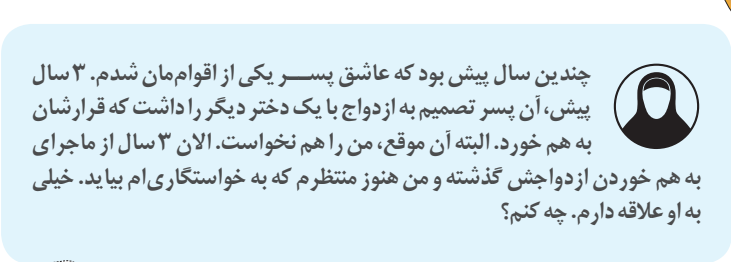 چندین سال پیش بود که عاشق پسر یکی از اقوام‌مان شدم. ۳ سال
پیش، آن پسر تصمیم به ازدواج با یک دختر دیگر را داشت که قرارشان
به هم خورد. البته آن موقع، من را هم نخواست. الان ۳ سال از ماجرای
به هم خوردن ازدواجش گذشته و من هنوز منتظرم که به خواستگاری‌ام بیاید. خیلی
به او علاقه دارم. چه کنم؟